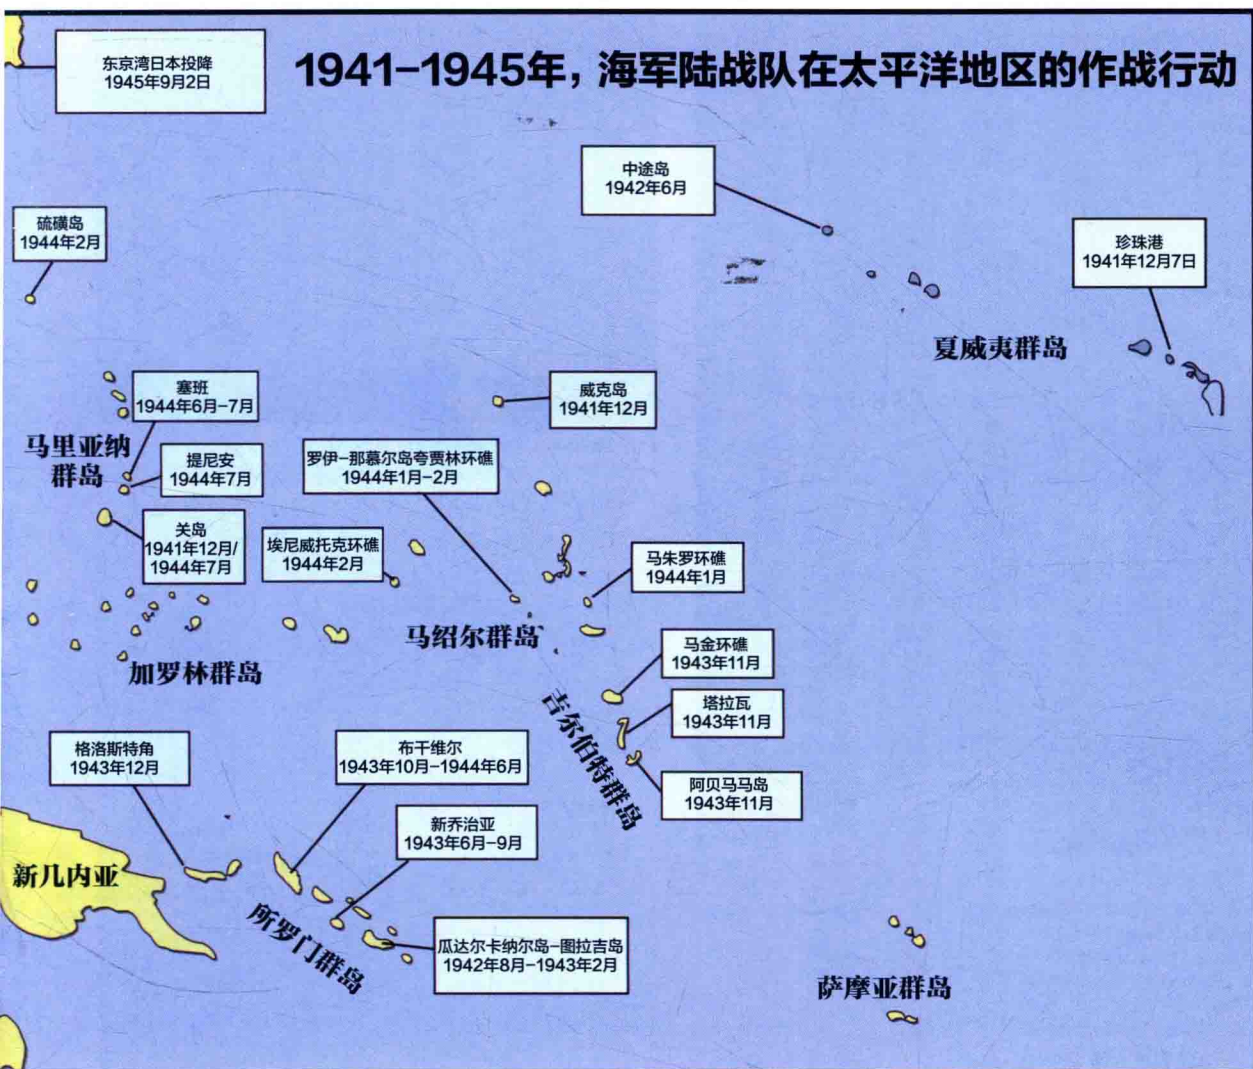 东京湾日本投降
1945年9月2日
1941–1945年，海军陆战队在太平洋地区的作战行动
中途岛
1942年6月
硫磺岛
1944年2月
珍珠港
1941年12月7日
夏威夷群岛
塞班
1944年6月–7月
威克岛
1941年12月
马里亚纳
群岛
提尼安
1944年7月
罗伊–那慕尔岛夸贾林环礁
1944年1月–2月
关岛
1941年12月/
1944年7月
埃尼威托克环礁
1944年2月
马朱罗环礁
1944年1月
马绍尔群岛
加罗林群岛
马金环礁
1943年11月
塔拉瓦
1943年11月
吉尔伯特群岛
阿贝马马岛
1943年11月
格洛斯特角
1943年12月
布干维尔
1943年10月–1944年6月
新乔治亚
1943年6月–9月
新几内亚
所罗门群岛
瓜达尔卡纳尔岛–图拉吉岛
1942年8月–1943年2月
萨摩亚群岛